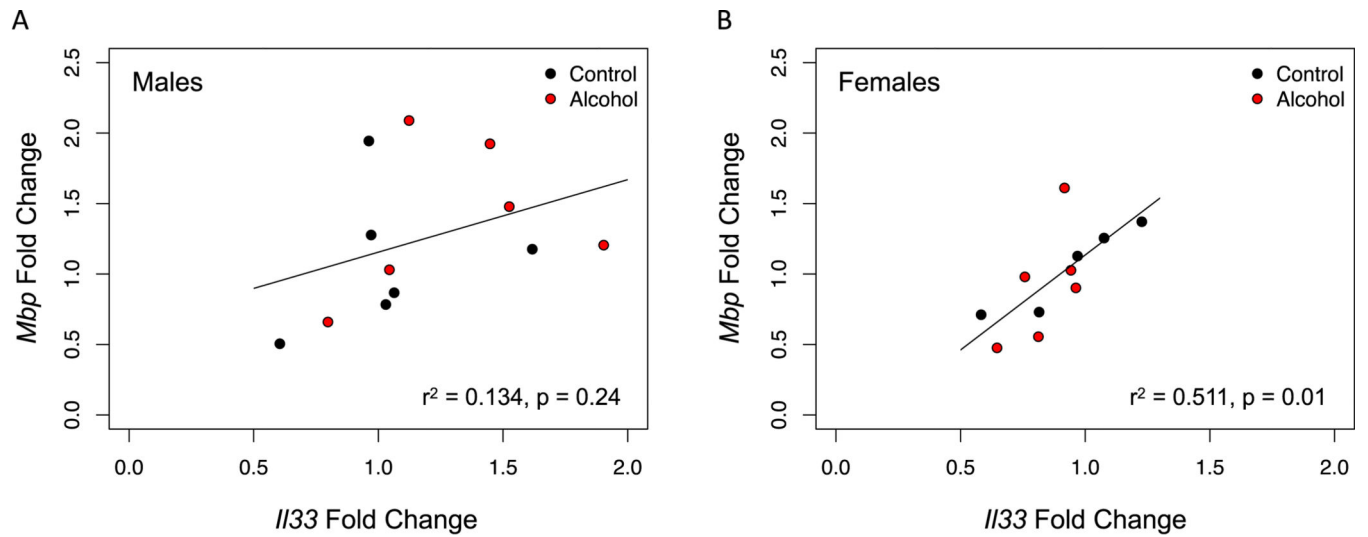 A
Males
Control
Alcohol
2.5
2.0
1.5
1.0
0.5
0.0
Mbp Fold Change
r² = 0.134, p = 0.24
0.0 0.5 1.0 1.5 2.0
Il33 Fold Change
B
Females
Control
Alcohol
2.5
2.0
1.5
1.0
0.5
0.0
Mbp Fold Change
r² = 0.511, p = 0.01
0.0 0.5 1.0 1.5 2.0
Il33 Fold Change